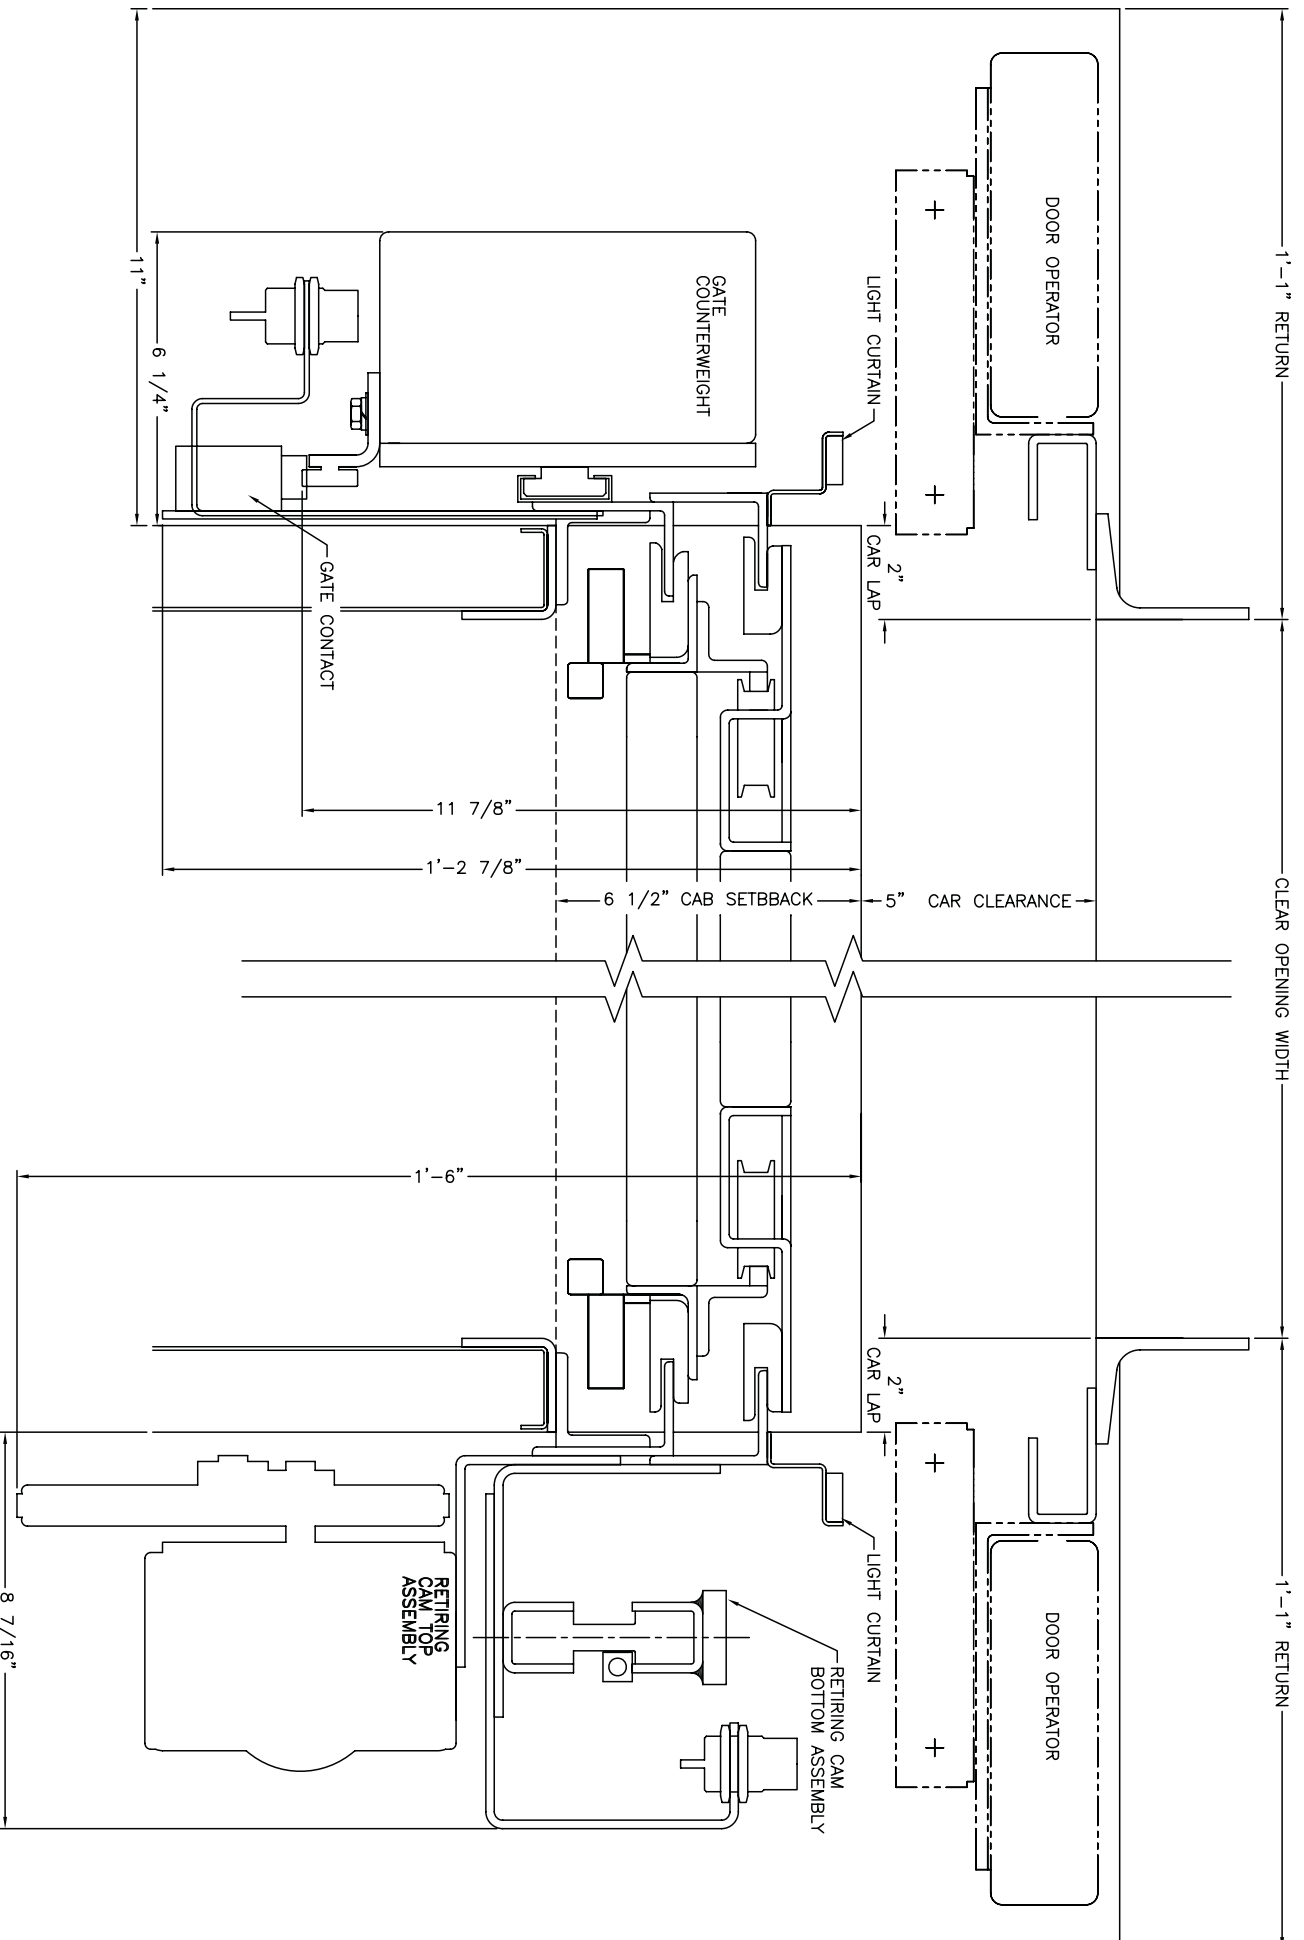 1'-1" RETURN
CLEAR OPENING WIDTH
1'-1" RETURN
DOOR OPERATOR
DOOR OPERATOR
5" CAR CLEARANCE
2"
CAR LAP
2"
CAR LAP
LIGHT CURTAIN
LIGHT CURTAIN
RETIRING CAM
BOTTOM ASSEMBLY
GATE
COUNTERWEIGHT
6 1/2" CAB SETBBACK
11 7/8"
1'-2 7/8"
1'-6"
RETIRING
CAM TOP
ASSEMBLY
GATE CONTACT
6 1/4"
11"
8 7/16"